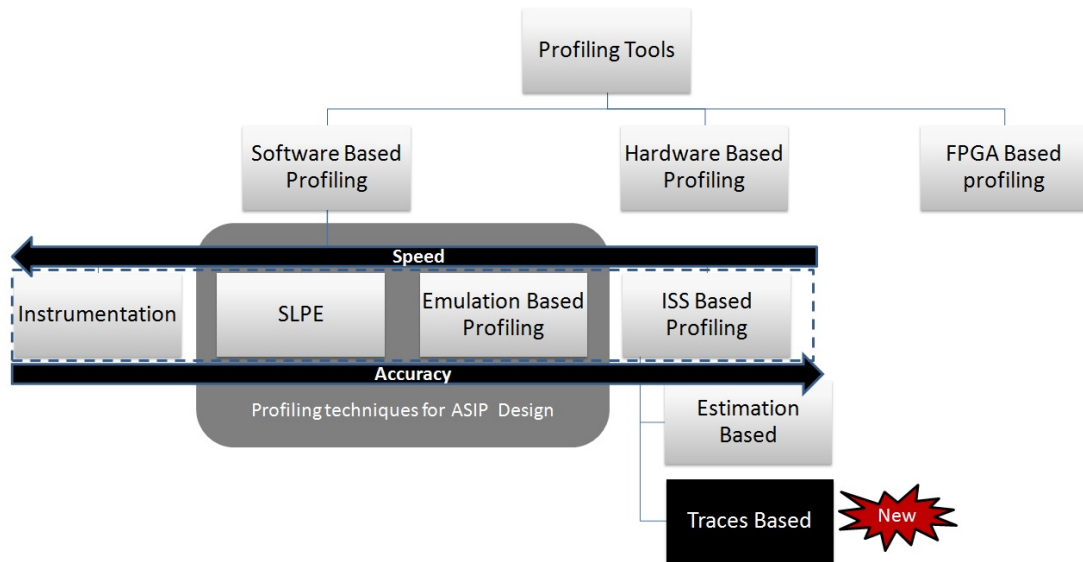 Profiling Tools
Software Based
Profiling
Hardware Based
Profiling
FPGA Based
profiling
Speed
Instrumentation
SLPE
Emulation Based
Profiling
ISS Based
Profiling
Accuracy
Profiling techniques for ASIP Design
Estimation
Based
Traces Based
New